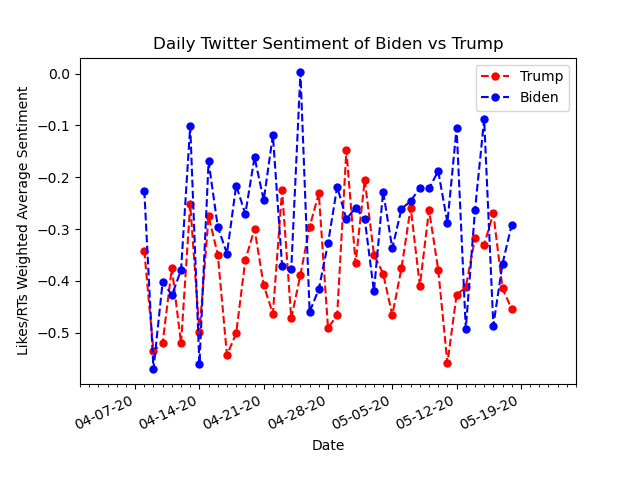 Daily Twitter Sentiment of Biden vs Trump
Trump
Biden
Likes/RTs Weighted Average Sentiment
0.0
−0.1
−0.2
−0.3
−0.4
−0.5
04-07-20
04-14-20
04-21-20
04-28-20
05-05-20
05-12-20
05-19-20
Date